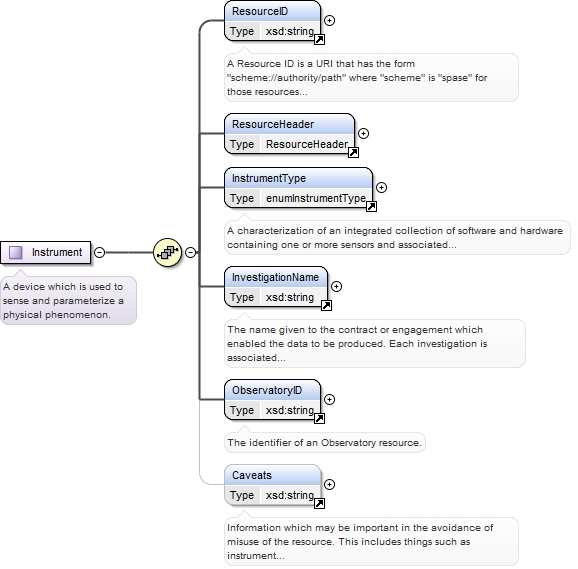 ResourceID
Type xsd:string
A Resource ID is a URI that has the form
"scheme://authority/path" where "scheme" is "spase" for
those resources...
ResourceHeader
Type ResourceHeader
InstrumentType
Type enumInstrumentType
A characterization of an integrated collection of software and hardware
containing one or more sensors and associated...
Instrument
A device which is used to
sense and parameterize a
physical phenomenon.
InvestigationName
Type xsd:string
The name given to the contract or engagement which
enabled the data to be produced. Each investigation is
associated...
ObservatoryID
Type xsd:string
The identifier of an Observatory resource.
Caveats
Type xsd:string
Information which may be important in the avoidance of
misuse of the resource. This includes things such as
instrument...